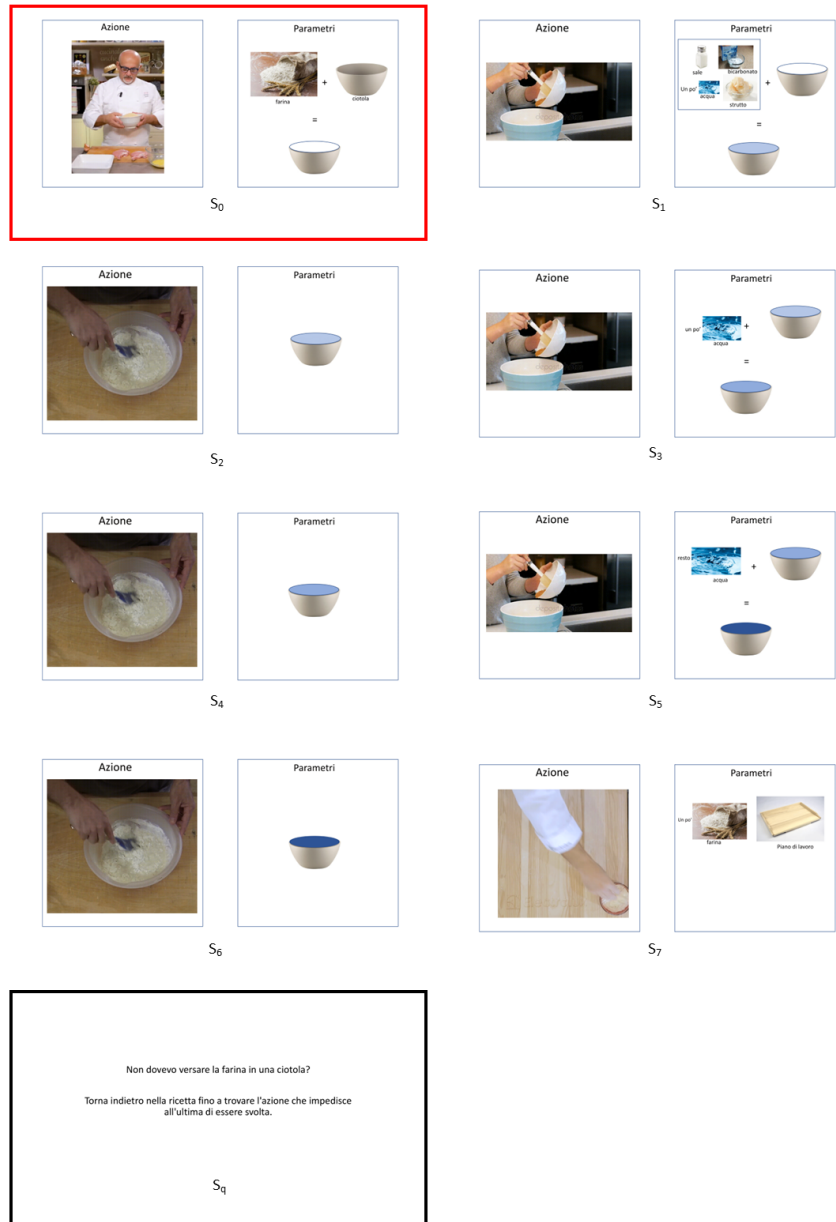 Azione
Parametri
farina
+
ciotola
=
S0
Azione
Parametri
sale
bicarbonato
Un po'
acqua
strutto
+
=
S1
Azione
Parametri
S2
Azione
Parametri
un po'
acqua
+
=
S3
Azione
Parametri
S4
Azione
Parametri
resto
acqua
+
=
S5
Azione
Parametri
S6
Azione
Parametri
Un po'
farina
Piano di lavoro
S7
Non dovevo versare la farina in una ciotola?
Torna indietro nella ricetta fino a trovare l'azione che impedisce
all'ultima di essere svolta.
Sq